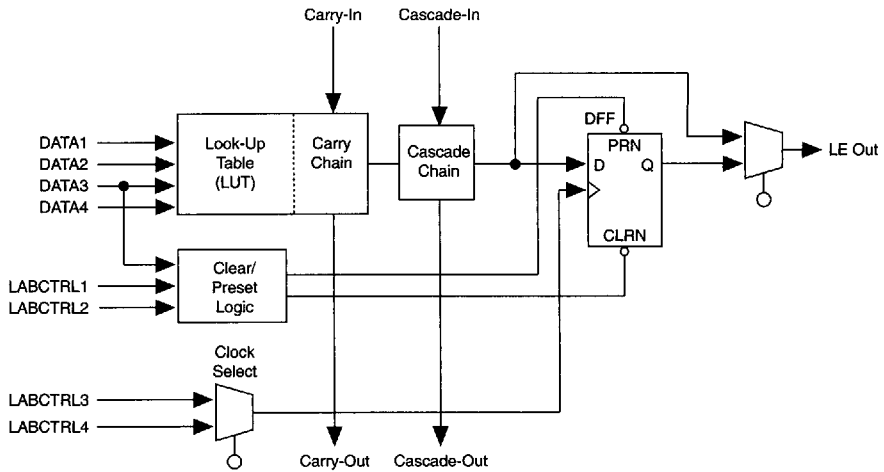 Carry-In
Cascade-In
DFF
PRN
DATA1
DATA2
DATA3
DATA4
Look-Up
Table
(LUT)
Carry
Chain
Cascade
Chain
D
Q
CLRN
LE Out
Clear/
Preset
Logic
LABCTRL1
LABCTRL2
Clock
Select
LABCTRL3
LABCTRL4
Carry-Out
Cascade-Out